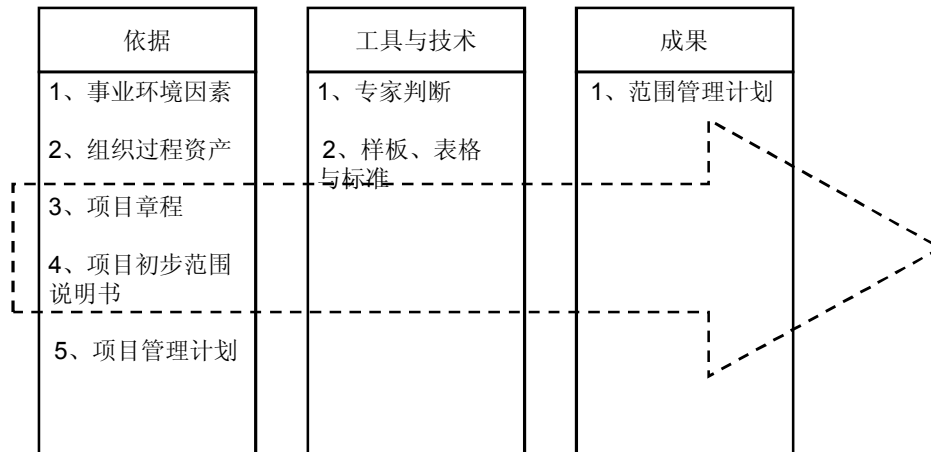 依据
1、事业环境因素
2、组织过程资产
3、项目章程
4、项目初步范围
说明书
5、项目管理计划
工具与技术
1、专家判断
2、样板、表格
与标准
成果
1、范围管理计划